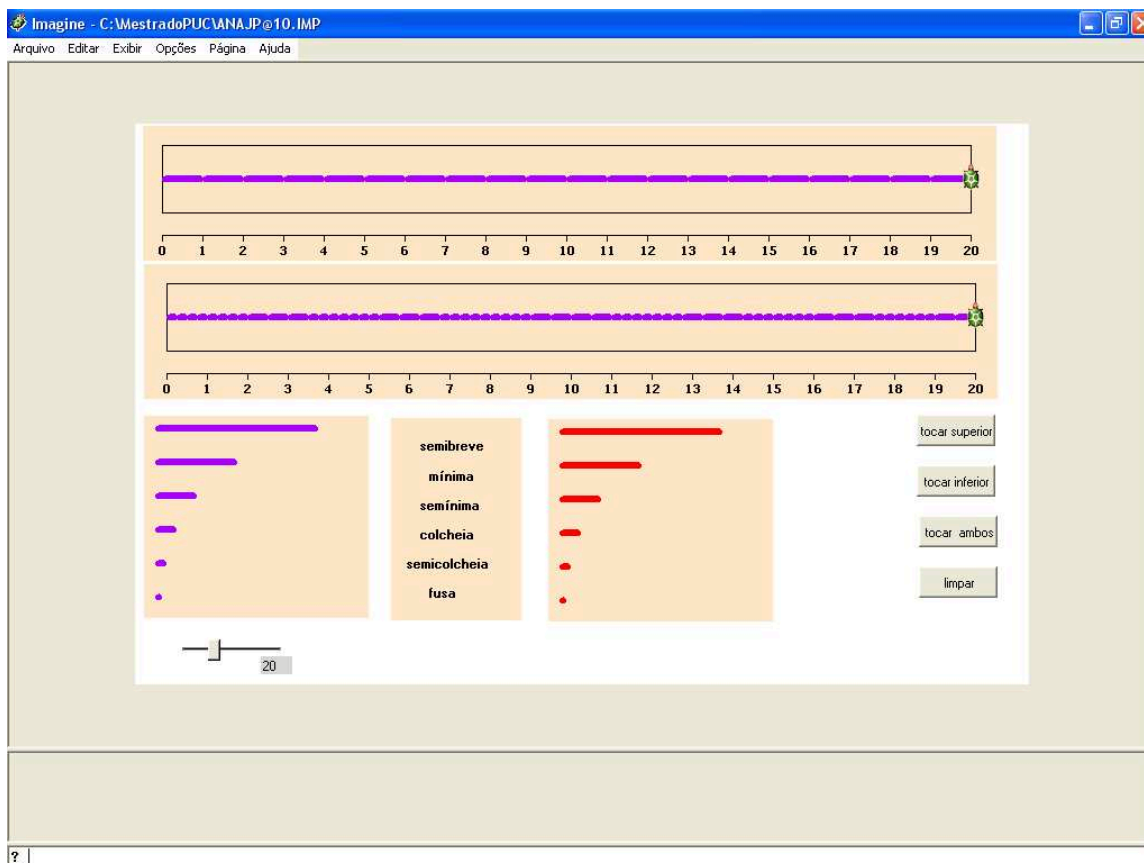 Imagine - C:\MestradoPUC\ANAJP@10.IMP
Arquivo Editar Exibir Opções Página Ajuda
0 1 2 3 4 5 6 7 8 9 10 11 12 13 14 15 16 17 18 19 20
0 1 2 3 4 5 6 7 8 9 10 11 12 13 14 15 16 17 18 19 20
semibreve
mínima
semínima
colcheia
semicolcheia
fusa
tocar superior
tocar inferior
tocar ambos
limpar
20
?